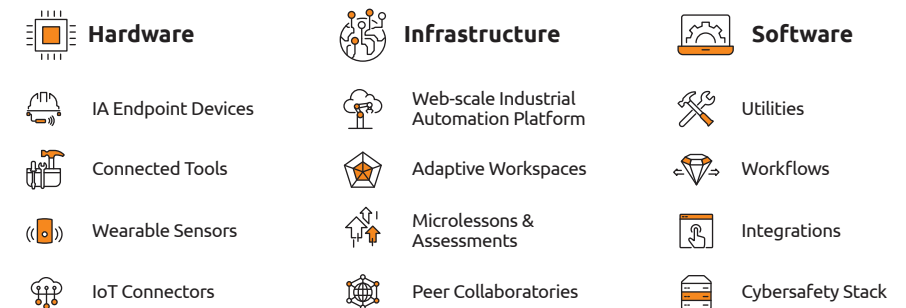 Hardware
IA Endpoint Devices
Connected Tools
Wearable Sensors
IoT Connectors
Infrastructure
Web-scale Industrial
Automation Platform
Adaptive Workspaces
Microlessons &
Assessments
Peer Collaboratories
Software
Utilities
Workflows
Integrations
Cybersafety Stack